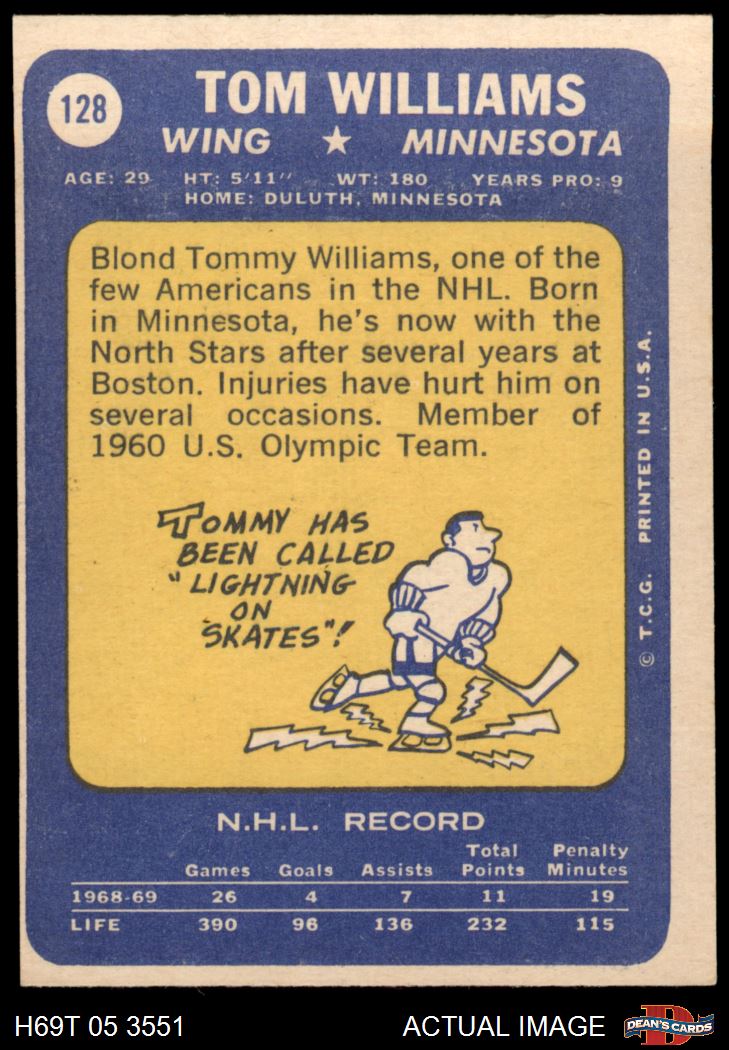 128
TOM WILLIAMS
WING ★ MINNESOTA
AGE: 29 HT: 5'11'' WT: 180 YEARS PRO: 9
HOME: DULUTH, MINNESOTA
Blond Tommy Williams, one of the
few Americans in the NHL. Born
in Minnesota, he's now with the
North Stars after several years at
Boston. Injuries have hurt him on
several occasions. Member of
1960 U.S. Olympic Team.
TOMMY HAS
BEEN CALLED
"LIGHTNING
ON
SKATES"!
© T.C.G. PRINTED IN U.S.A.
N.H.L. RECORD
Total Penalty
Games Goals Assists Points Minutes
1968-69 26 4 7 11 19
LIFE 390 96 136 232 115
H69T 05 3551 ACTUAL IMAGE
D
DEAN'S CARDS